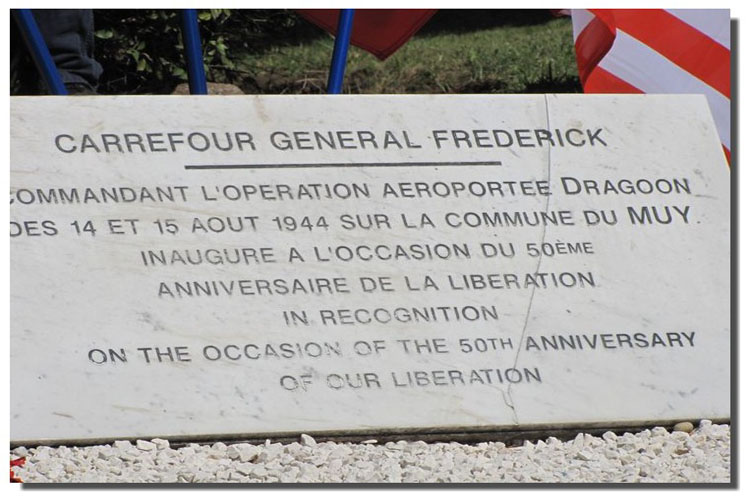 CARREFOUR GENERAL FREDERICK
COMMANDANT L'OPERATION AEROPORTEE DRAGOON
DES 14 ET 15 AOUT 1944 SUR LA COMMUNE DU MUY
INAUGURE A L'OCCASION DU 50ÈME
ANNIVERSAIRE DE LA LIBERATION
IN RECOGNITION
ON THE OCCASION OF THE 50TH ANNIVERSARY
OF OUR LIBERATION